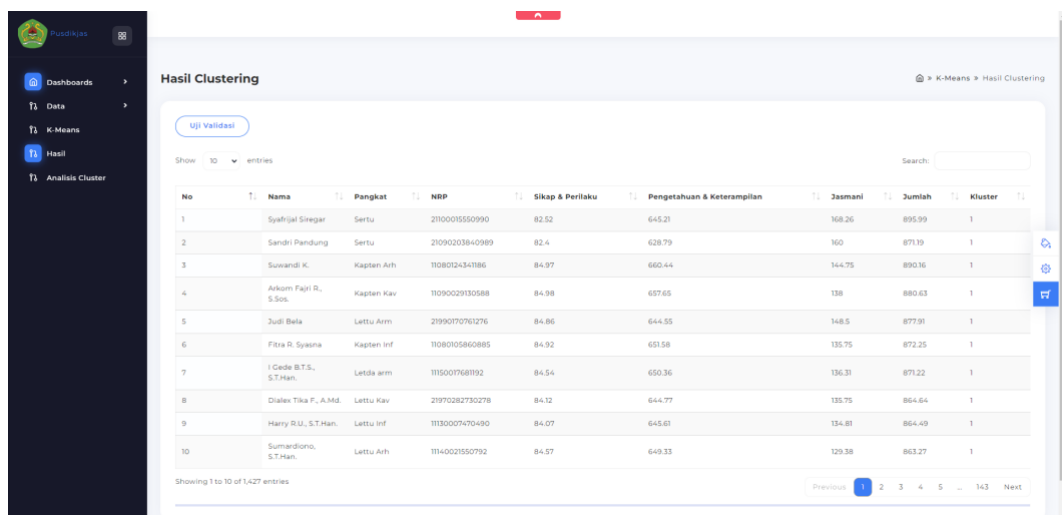 Pusdikjas
Dashboards
Data
K-Means
Hasil
Analisis Cluster
Hasil Clustering
» K-Means » Hasil Clustering
Uji Validasi
Show 10 entries
Search:
No Nama Pangkat NRP Sikap & Perilaku Pengetahuan & Keterampilan Jasmani Jumlah Kluster
1 Syafrijal Siregar Sertu 21100015550990 82.52 645.21 168.26 895.99 1
2 Sandri Pandung Sertu 21090203840989 82.4 628.79 160 871.19 1
3 Suwandi K. Kapten Arh 11080124341186 84.97 660.44 144.75 890.16 1
4 Arkom Fajri R., S.Sos. Kapten Kav 11090029130588 84.98 657.65 138 880.63 1
5 Judi Bela Lettu Arm 21990170761276 84.86 644.55 148.5 877.91 1
6 Fitra R. Syasna Kapten Inf 11080105860885 84.92 651.58 135.75 872.25 1
7 I Gede B.T.S., S.T.Han. Letda arm 11150017681192 84.54 650.36 136.31 871.22 1
8 Dialex Tika F., A.Md. Lettu Kav 21970282730278 84.12 644.77 135.75 864.64 1
9 Harry R.U., S.T.Han. Lettu Inf 11130007470490 84.07 645.61 134.81 864.49 1
10 Sumardiono, S.T.Han. Lettu Arh 11140021550792 84.57 649.33 129.38 863.27 1
Showing 1 to 10 of 1,427 entries
Previous 1 2 3 4 5 … 143 Next